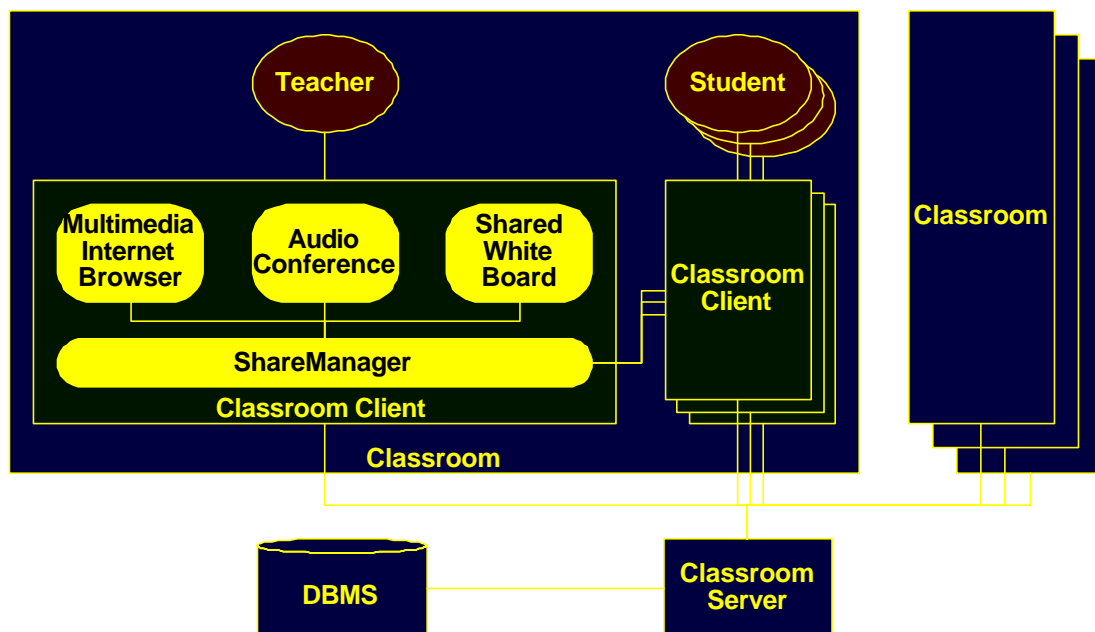 Teacher
Student
Multimedia
Internet
Browser
Audio
Conference
Shared
White
Board
Classroom
Client
Classroom
ShareManager
Classroom Client
Classroom
DBMS
Classroom
Server